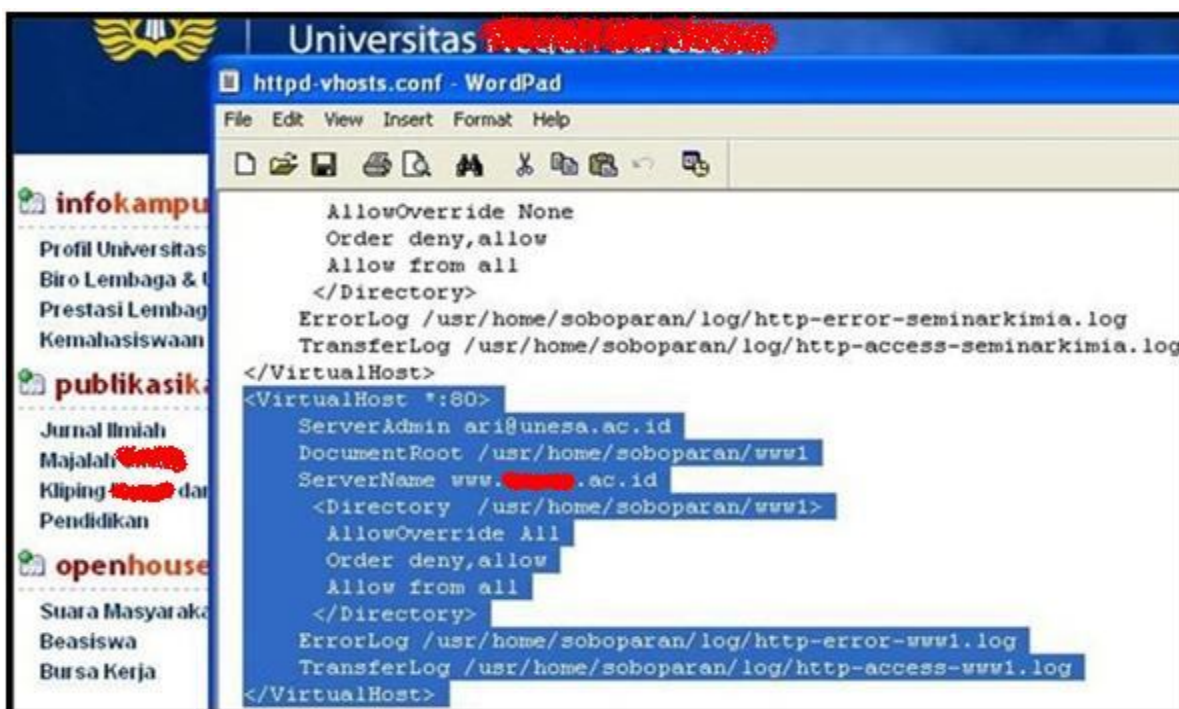 Universitas
httpd-vhosts.conf - WordPad
File Edit View Insert Format Help
infokampu
Profil Universitas
Biro Lembaga & U
Prestasi Lembag
Kemahasiswaan
publikasika
Jurnal Ilmiah
Majalah
Kliping dar
Pendidikan
openhouse
Suara Masyaraka
Beasiswa
Bursa Kerja
AllowOverride None
Order deny,allow
Allow from all
</Directory>
ErrorLog /usr/home/soboparan/log/http-error-seminarkimia.log
TransferLog /usr/home/soboparan/log/http-access-seminarkimia.log
</VirtualHost>
<VirtualHost *:80>
ServerAdmin ari@unesa.ac.id
DocumentRoot /usr/home/soboparan/www1
ServerName www. .ac.id
<Directory /usr/home/soboparan/www1>
AllowOverride All
Order deny,allow
Allow from all
</Directory>
ErrorLog /usr/home/soboparan/log/http-error-www1.log
TransferLog /usr/home/soboparan/log/http-access-www1.log
</VirtualHost>